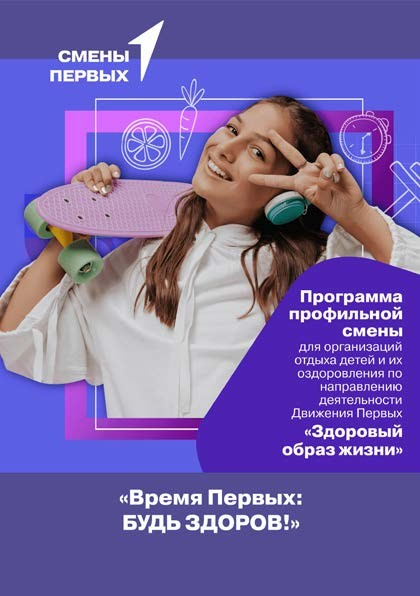 СМЕНЫ
ПЕРВЫХ
Программа
профильной
смены
для организаций
отдыха детей и их
оздоровления по
направлению
деятельности
Движения Первых
«Здоровый
образ жизни»
«Время Первых:
БУДЬ ЗДОРОВ!»